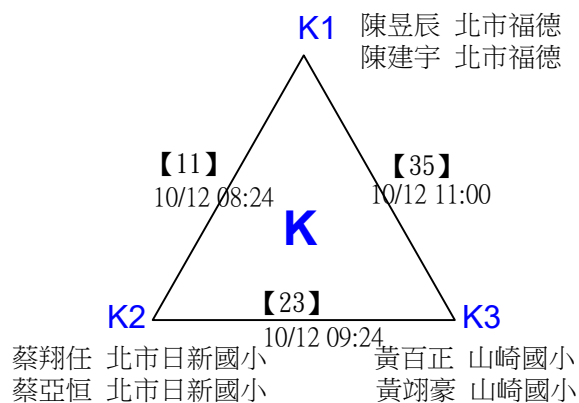 K1
陳昱辰 北市福德
陳建宇 北市福德
【11】
10/12 08:24
【35】
10/12 11:00
K
K2
【23】
10/12 09:24
K3
蔡翔任 北市日新國小
蔡亞恒 北市日新國小
黃百正 山崎國小
黃翊豪 山崎國小